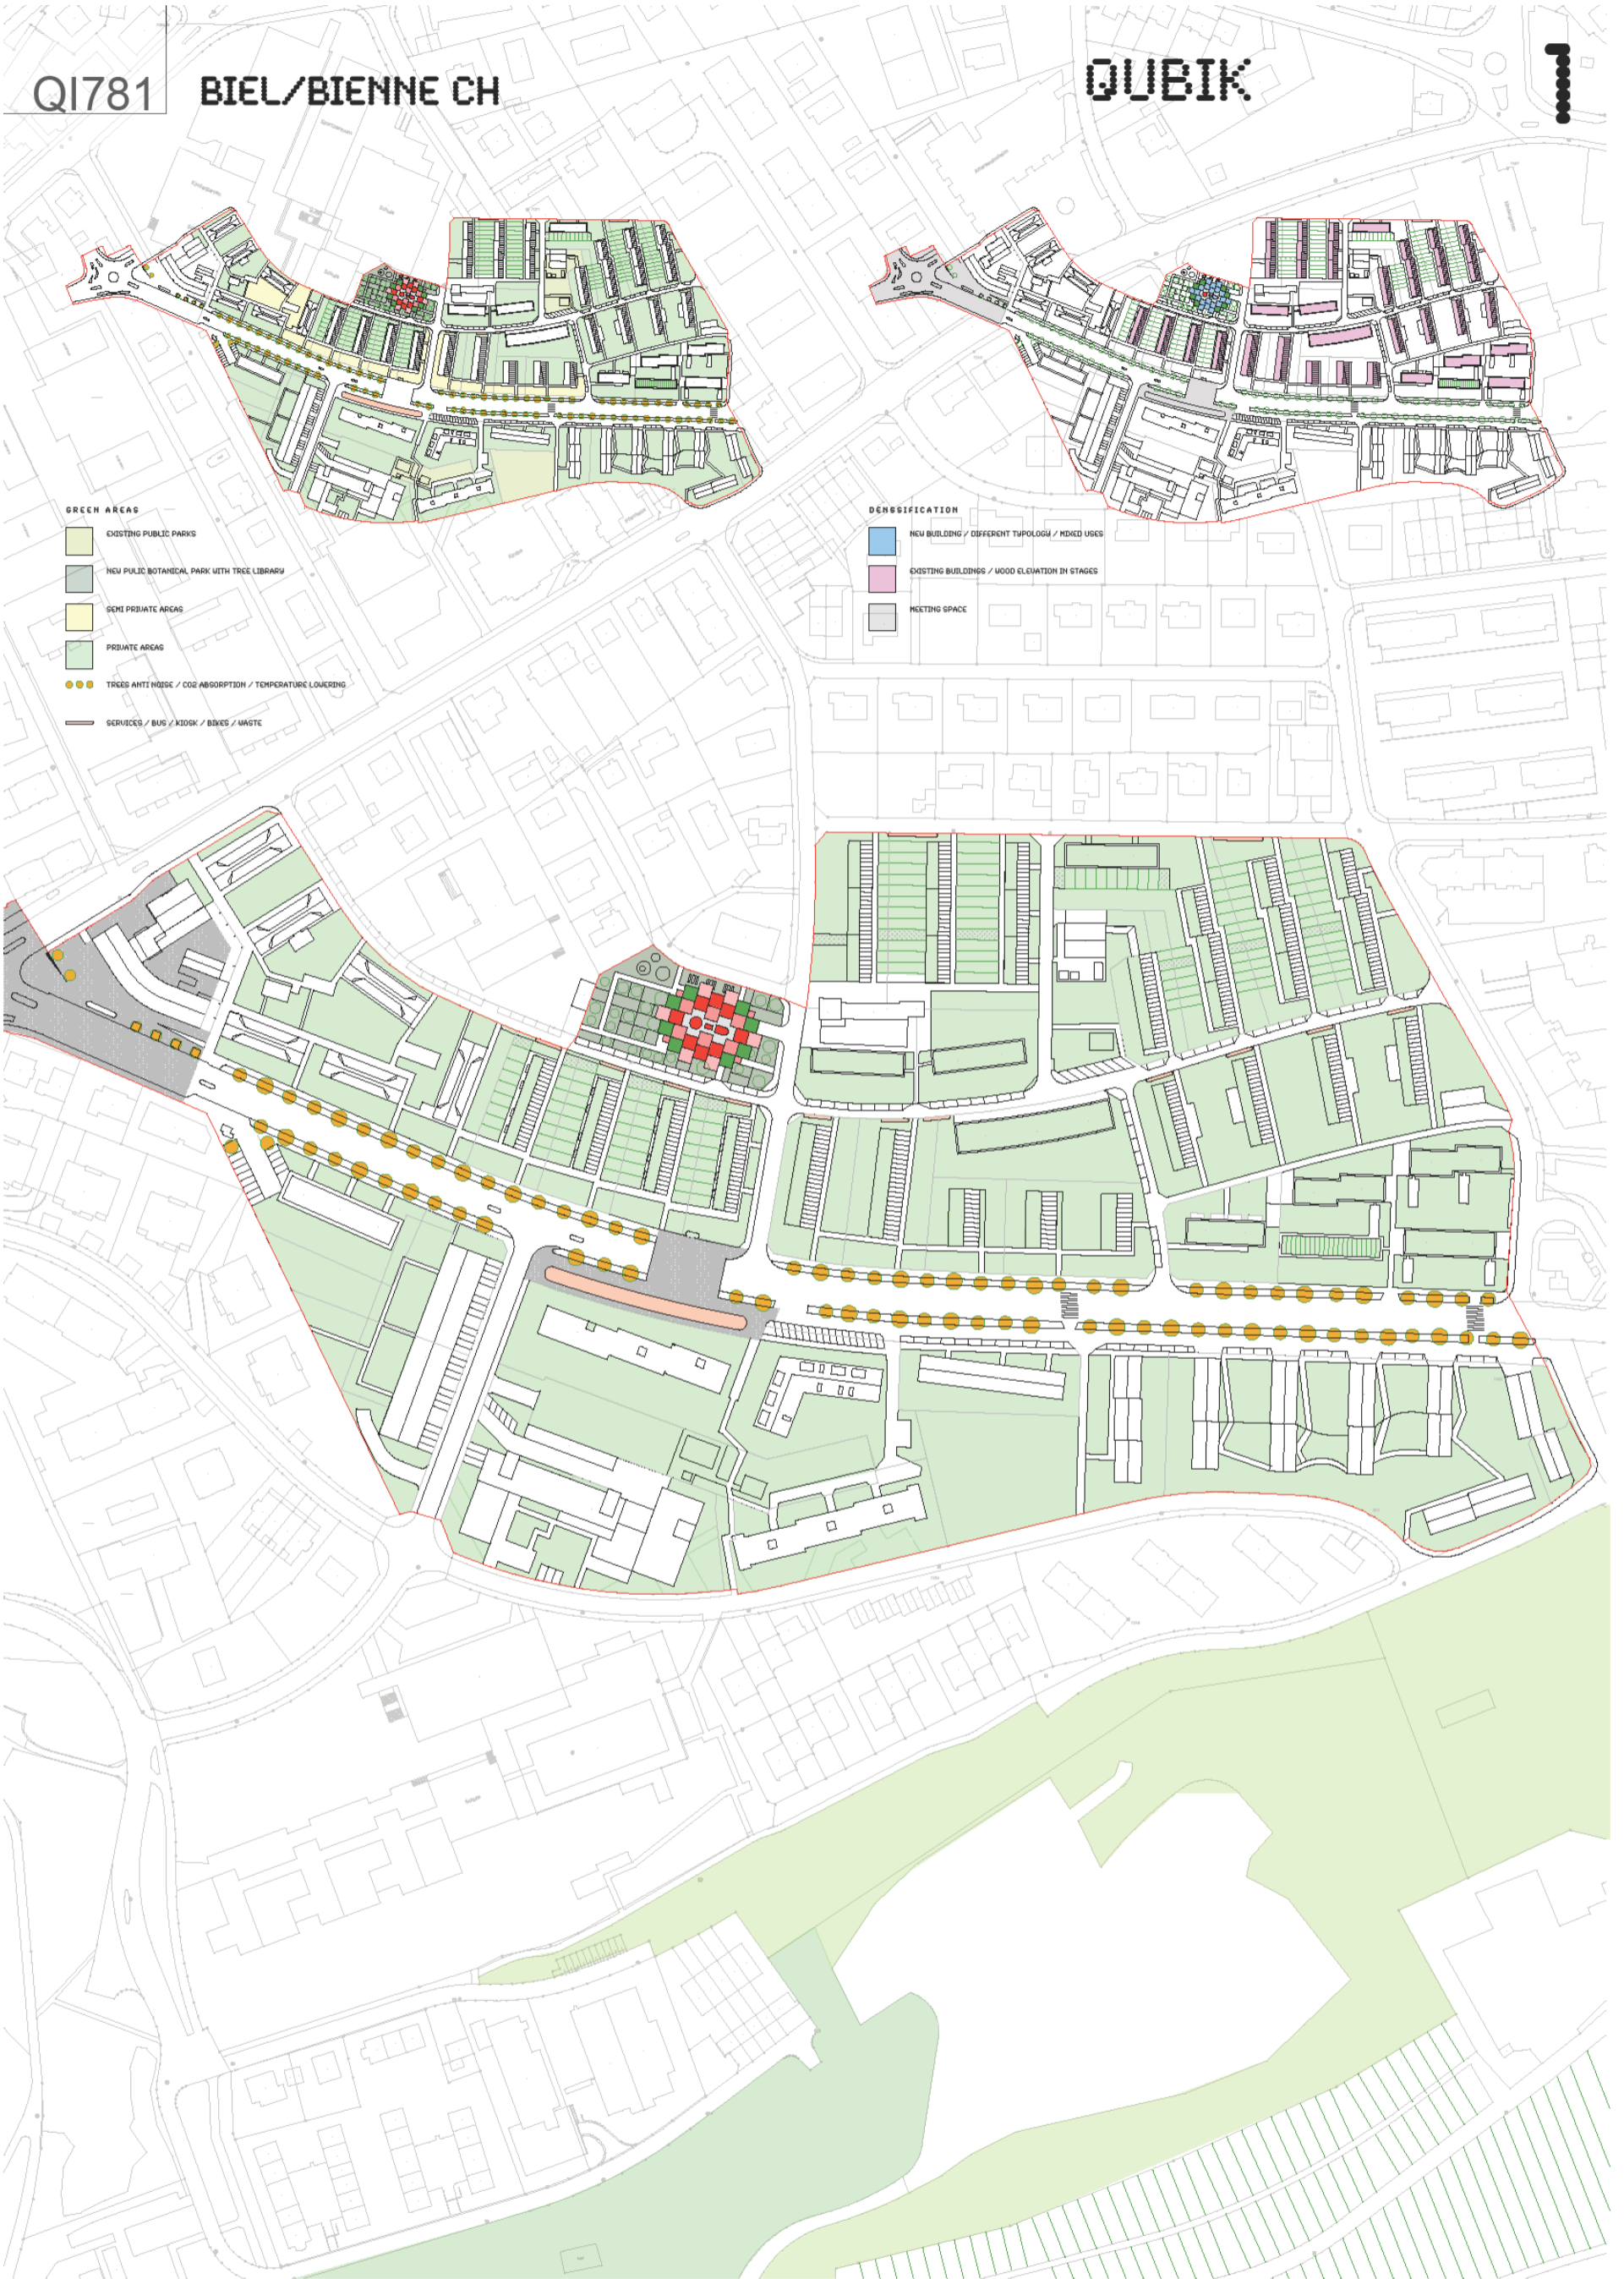 QI781
BIEL/BIENNE CH
QUBIK
1
GREEN AREAS
EXISTING PUBLIC PARKS
NEW PULIC BOTANICAL PARK WITH TREE LIBRARY
SEMI PRIVATE AREAS
PRIVATE AREAS
TREES ANTI NOISE / CO2 ABSORPTION / TEMPERATURE LOWERING
SERVICES / BUS / KIOSK / BIKES / WASTE
DENSSIFICATION
NEW BUILDING / DIFFERENT TYPOLOGY / MIXED USES
EXISTING BUILDINGS / WOOD ELEVATION IN STAGES
MEETING SPACE